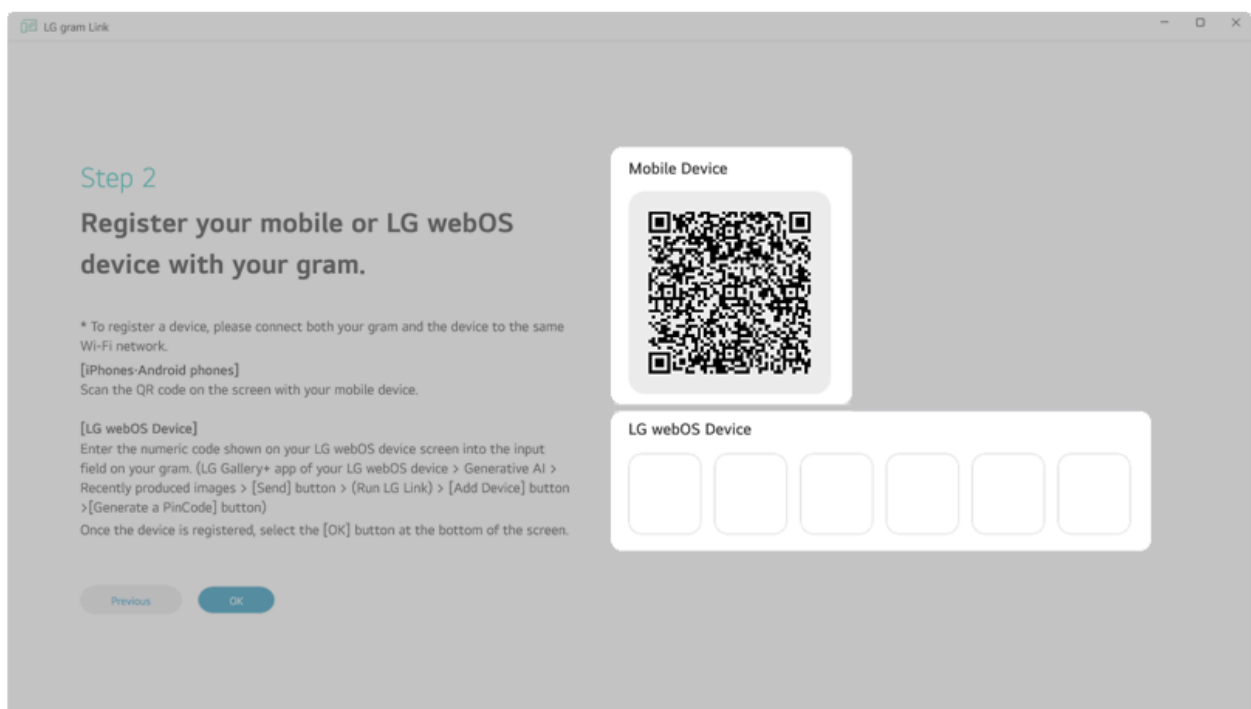 LG gram Link
Step 2
Register your mobile or LG webOS
device with your gram.
* To register a device, please connect both your gram and the device to the same
Wi-Fi network.
[iPhones·Android phones]
Scan the QR code on the screen with your mobile device.
[LG webOS Device]
Enter the numeric code shown on your LG webOS device screen into the input
field on your gram. (LG Gallery+ app of your LG webOS device > Generative AI >
Recently produced images > [Send] button > (Run LG Link) > [Add Device] button
>[Generate a PinCode] button)
Once the device is registered, select the [OK] button at the bottom of the screen.
Previous
OK
Mobile Device
LG webOS Device